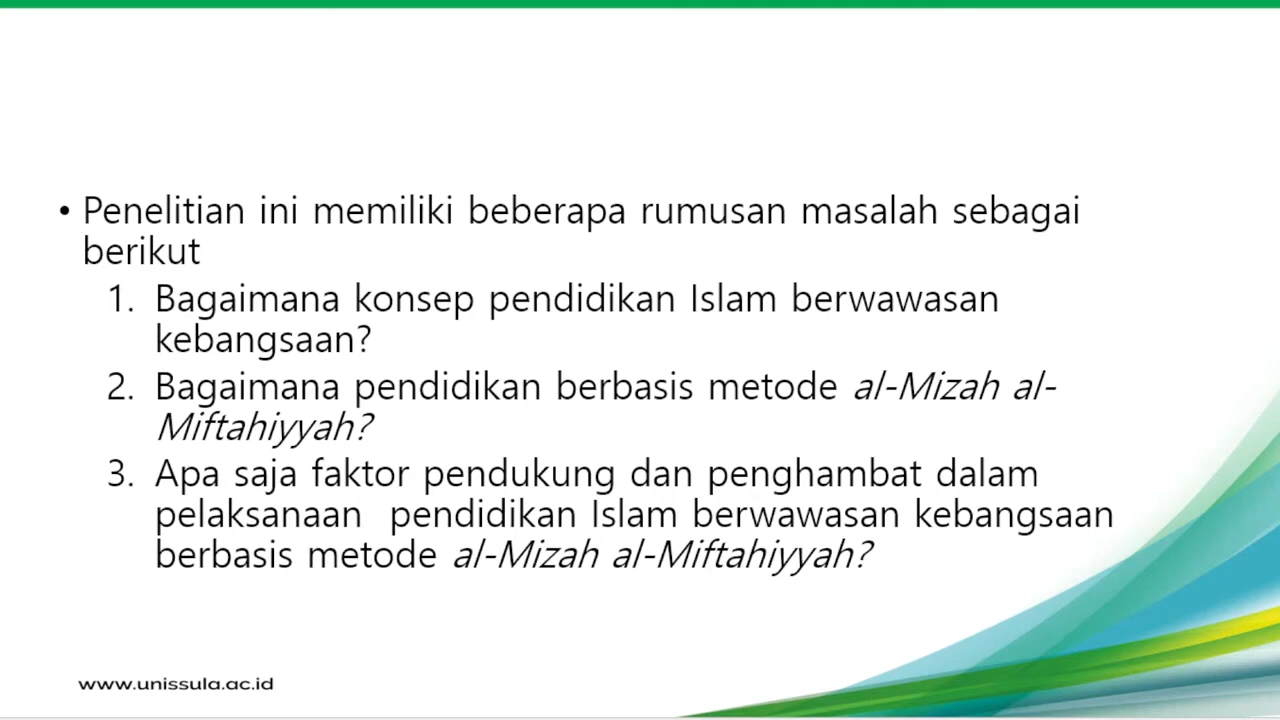 • Penelitian ini memiliki beberapa rumusan masalah sebagai
berikut
1. Bagaimana konsep pendidikan Islam berwawasan
kebangsaan?
2. Bagaimana pendidikan berbasis metode al-Mizah al-
Miftahiyyah?
3. Apa saja faktor pendukung dan penghambat dalam
pelaksanaan  pendidikan Islam berwawasan kebangsaan
berbasis metode al-Mizah al-Miftahiyyah?
www.unissula.ac.id